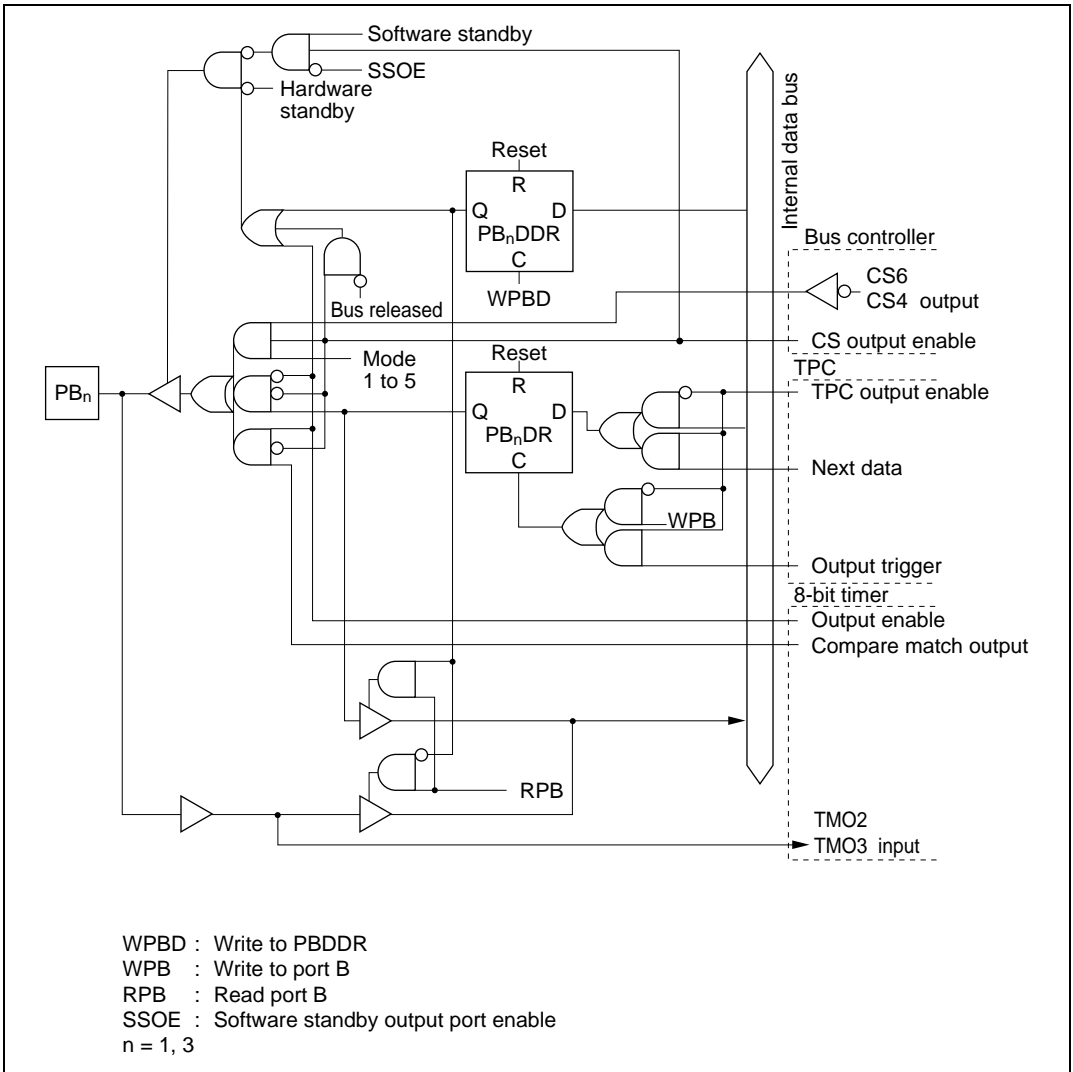 Software standby
SSOE
Hardware
standby
Internal data bus
Reset
R
Q D
PBnDDR
C
WPBD
Bus released
Bus controller
CS6
CS4 output
CS output enable
Mode
1 to 5
Reset
R
Q D
PBnDR
C
PBn
TPC
TPC output enable
Next data
WPB
Output trigger
8-bit timer
Output enable
Compare match output
RPB
TMO2
TMO3 input
WPBD : Write to PBDDR
WPB : Write to port B
RPB : Read port B
SSOE : Software standby output port enable
n = 1, 3